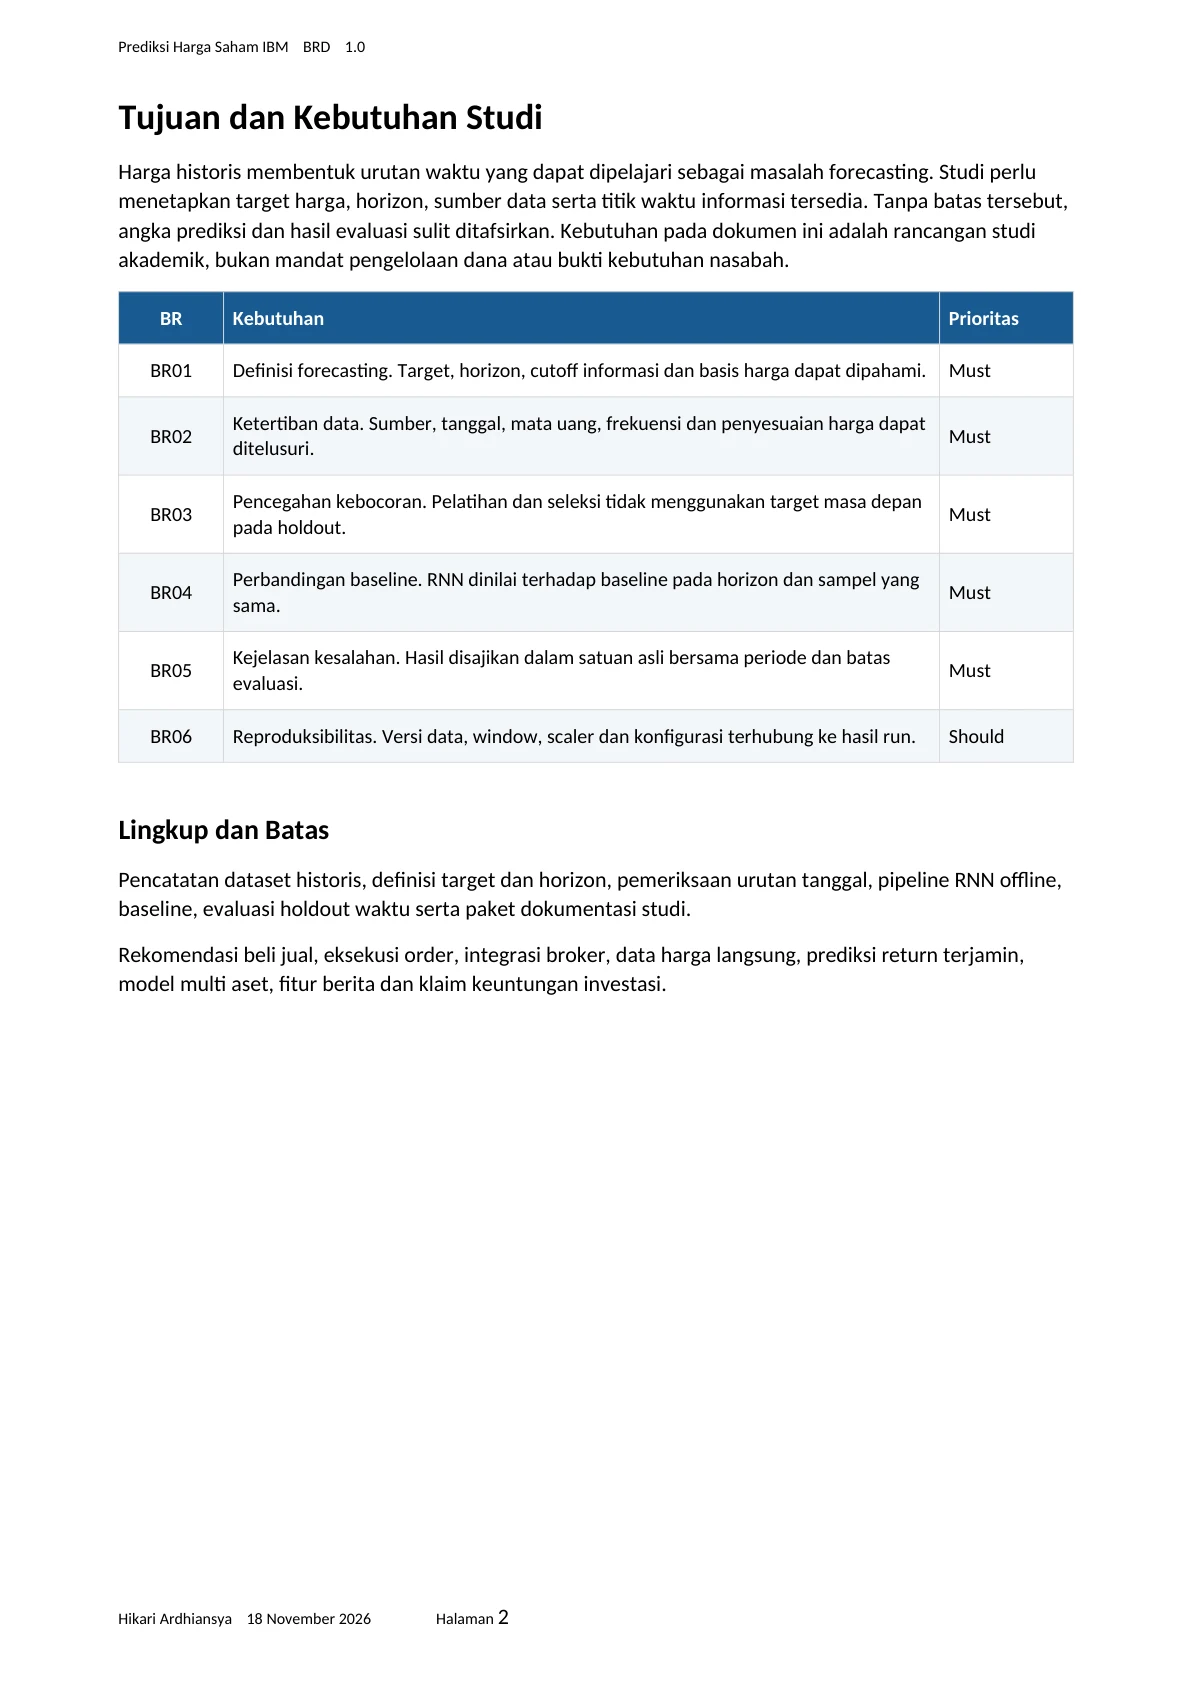 Prediksi Harga Saham IBM BRD 1.0
Tujuan dan Kebutuhan Studi
Harga historis membentuk urutan waktu yang dapat dipelajari sebagai masalah forecasting. Studi perlu
menetapkan target harga, horizon, sumber data serta titik waktu informasi tersedia. Tanpa batas tersebut,
angka prediksi dan hasil evaluasi sulit ditafsirkan. Kebutuhan pada dokumen ini adalah rancangan studi
akademik, bukan mandat pengelolaan dana atau bukti kebutuhan nasabah.
BR Kebutuhan Prioritas
BR01 Definisi forecasting. Target, horizon, cutoff informasi dan basis harga dapat dipahami. Must
BR02 Ketertiban data. Sumber, tanggal, mata uang, frekuensi dan penyesuaian harga dapat
ditelusuri. Must
BR03 Pencegahan kebocoran. Pelatihan dan seleksi tidak menggunakan target masa depan
pada holdout. Must
BR04 Perbandingan baseline. RNN dinilai terhadap baseline pada horizon dan sampel yang
sama. Must
BR05 Kejelasan kesalahan. Hasil disajikan dalam satuan asli bersama periode dan batas
evaluasi. Must
BR06 Reproduksibilitas. Versi data, window, scaler dan konfigurasi terhubung ke hasil run. Should
Lingkup dan Batas
Pencatatan dataset historis, definisi target dan horizon, pemeriksaan urutan tanggal, pipeline RNN offline,
baseline, evaluasi holdout waktu serta paket dokumentasi studi.
Rekomendasi beli jual, eksekusi order, integrasi broker, data harga langsung, prediksi return terjamin,
model multi aset, fitur berita dan klaim keuntungan investasi.
Hikari Ardhiansya 18 November 2026 Halaman 2